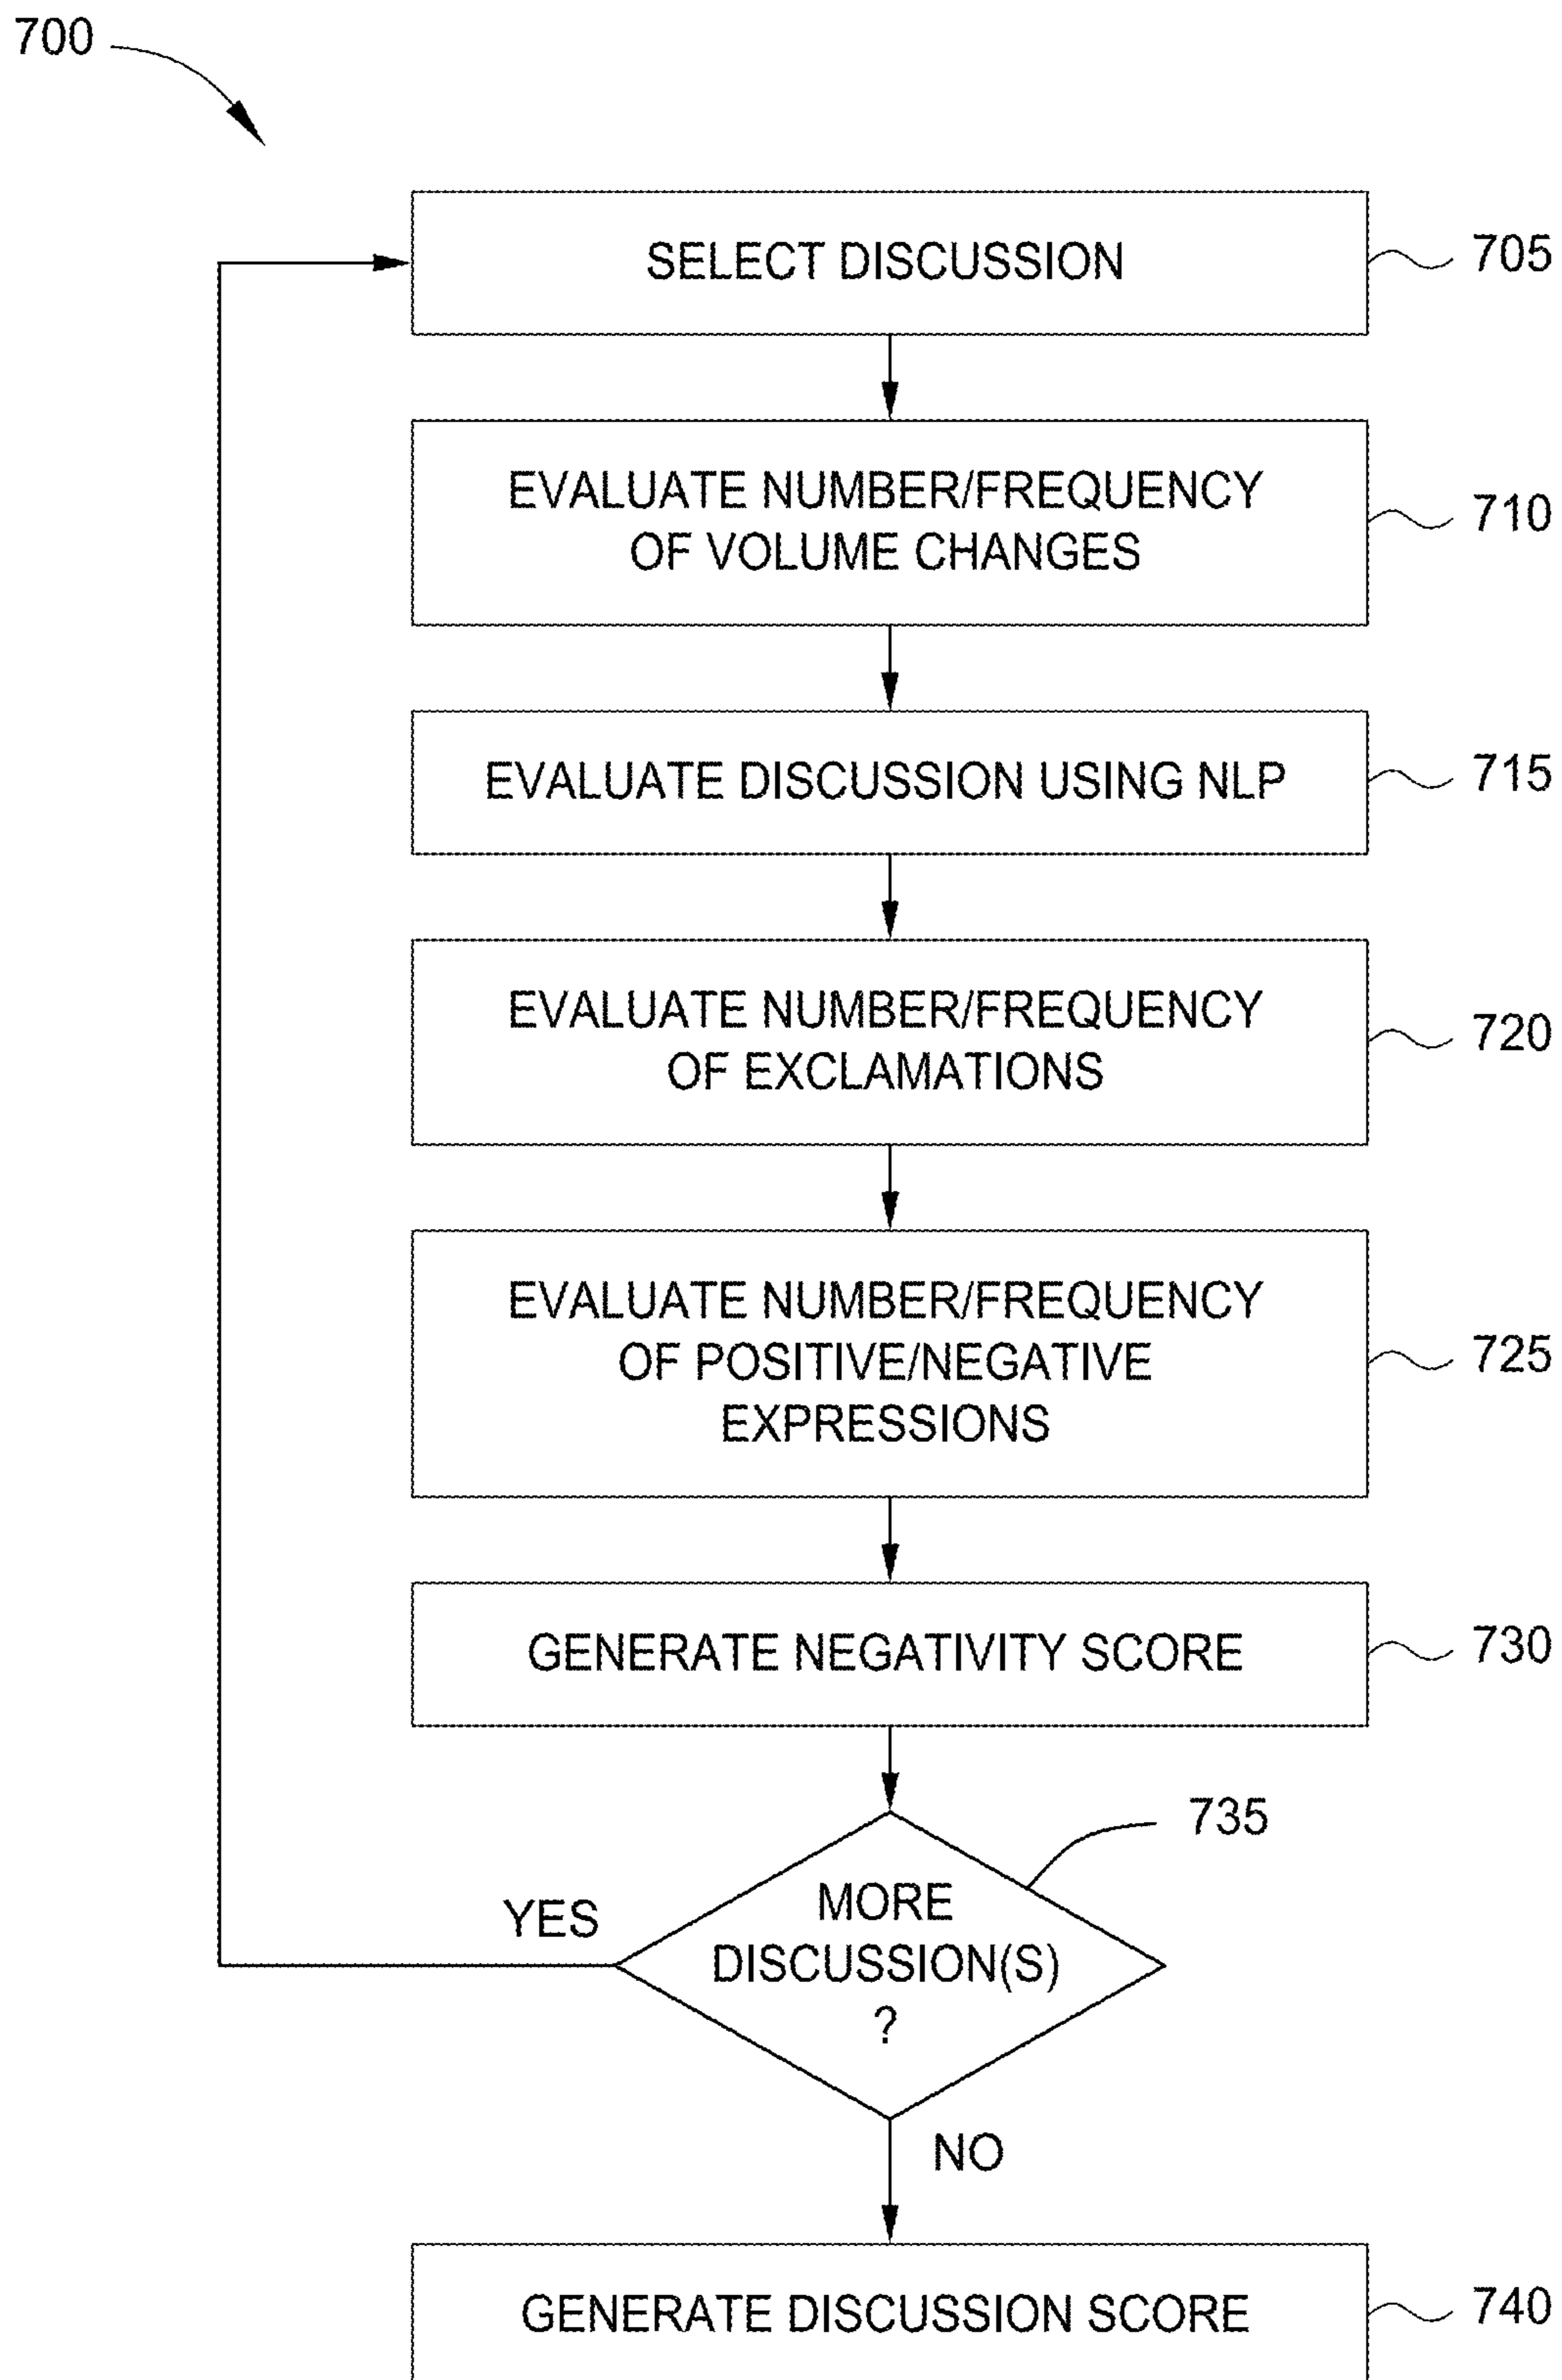 700
SELECT DISCUSSION
705
EVALUATE NUMBER/FREQUENCY
OF VOLUME CHANGES
710
EVALUATE DISCUSSION USING NLP
715
EVALUATE NUMBER/FREQUENCY
OF EXCLAMATIONS
720
EVALUATE NUMBER/FREQUENCY
OF POSITIVE/NEGATIVE
EXPRESSIONS
725
GENERATE NEGATIVITY SCORE
730
735
MORE
DISCUSSION(S)
?
YES
NO
GENERATE DISCUSSION SCORE
740